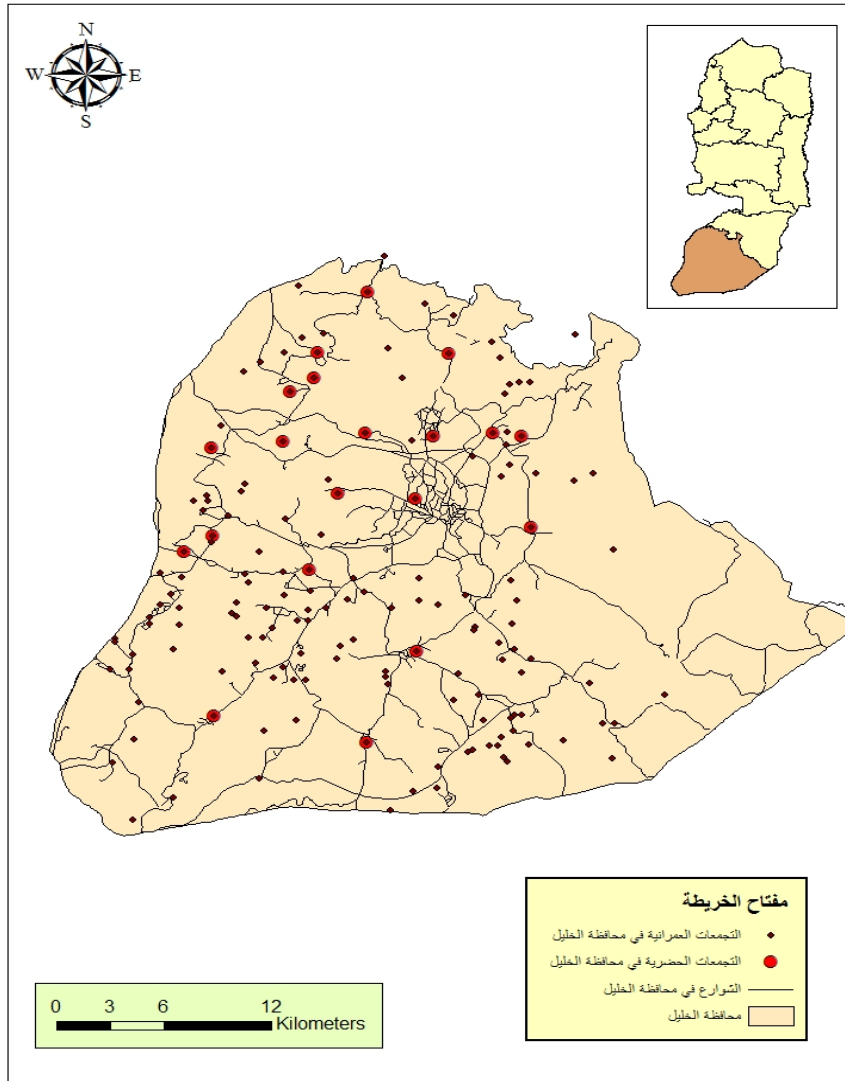 N
W E
S
مفتاح الخريطة
التجمعات العمرانية في محافظة الخليل
التجمعات الحضرية في محافظة الخليل
الشوارع في محافظة الخليل
محافظة الخليل
0 3 6 12
Kilometers